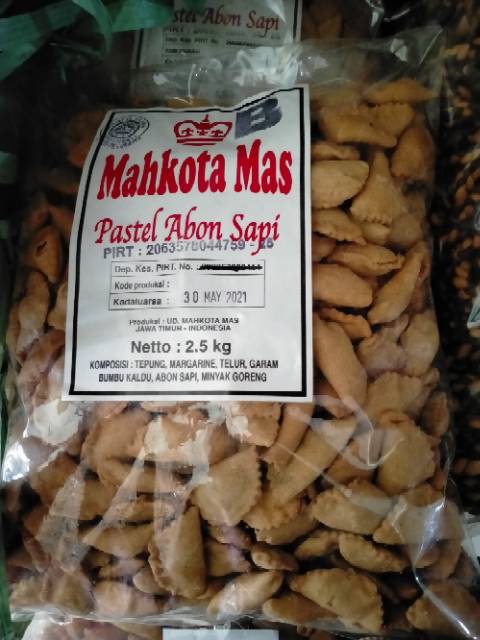 Pastel Abon Sapi
B
Mahkota Mas
Pastel Abon Sapi
PIRT : 2063578044759 - 26
Dep. Kes. PIRT. No. :
Kode produksi :
Kadaluarsa : 30 MAY 2021
Produksi : UD. MAHKOTA MAS
JAWA TIMUR - INDONESIA
Netto : 2.5 kg
KOMPOSISI : TEPUNG, MARGARINE, TELUR, GARAM
BUMBU KALDU, ABON SAPI, MINYAK GORENG